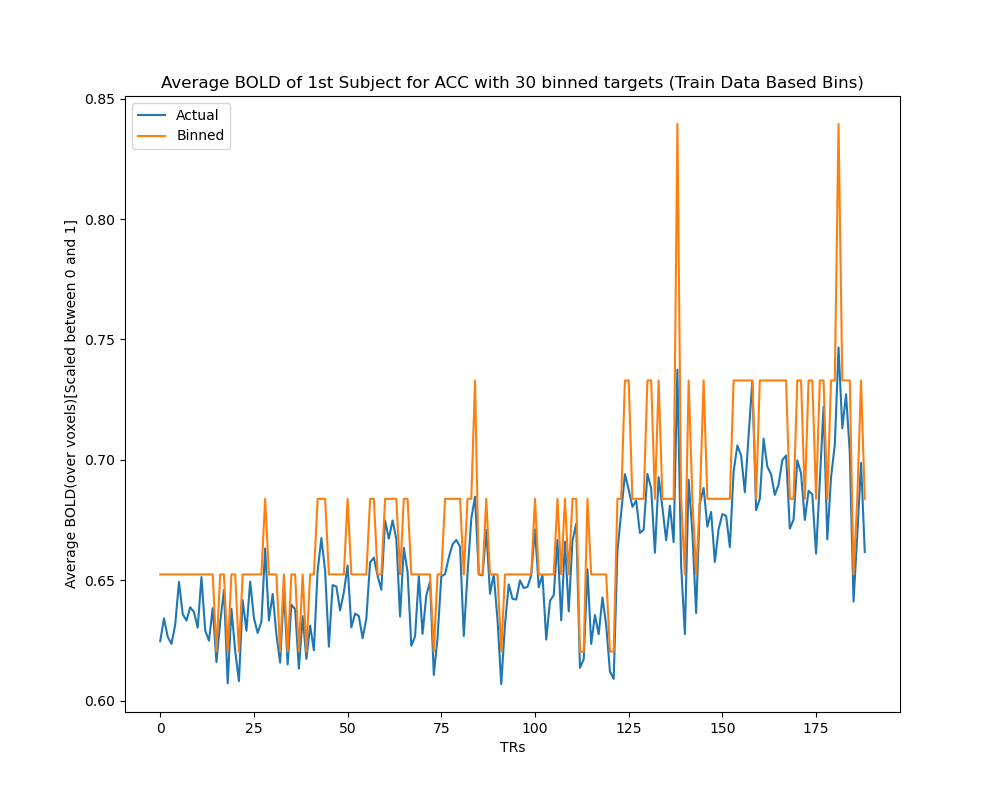 Average BOLD of 1st Subject for ACC with 30 binned targets (Train Data Based Bins)
Actual
Binned
Average BOLD(over voxels)[Scaled between 0 and 1]
0.85
0.80
0.75
0.70
0.65
0.60
0 25 50 75 100 125 150 175
TRs